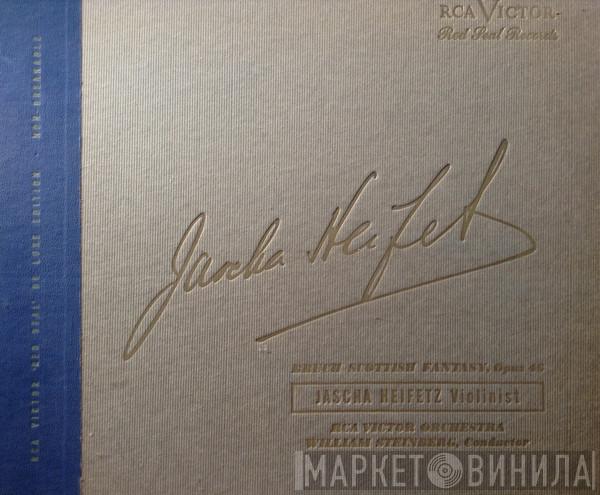 RCA VICTOR
Red Seal Records
RCA VICTOR 'RED SEAL' DE LUXE EDITION · NON-BREAKABLE
Jascha Heifetz
BRUCH-SCOTTISH FANTASY, Opus 46
JASCHA HEIFETZ Violinist
RCA VICTOR ORCHESTRA
WILLIAM STEINBERG, Conductor
МАРКЕТ ВИНИЛА